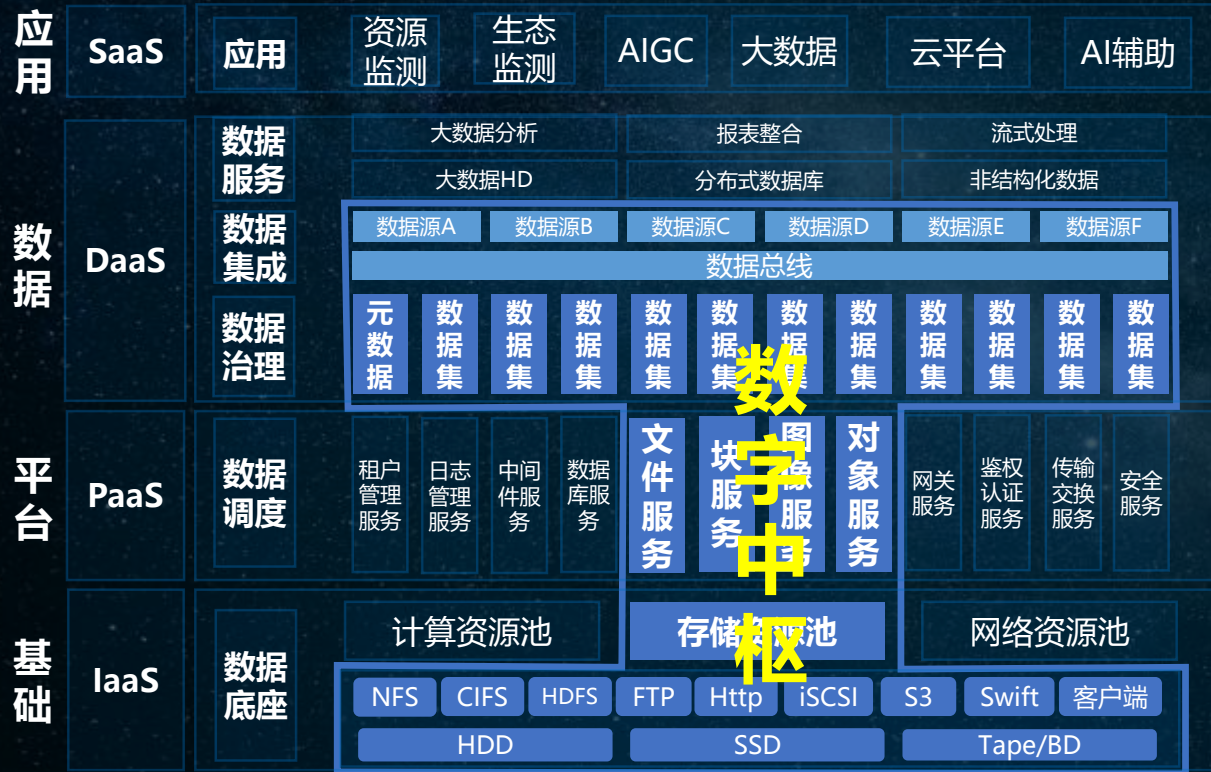 应用
SaaS
应用
资源监测
生态监测
AIGC
大数据
云平台
AI辅助
数据
DaaS
数据服务
大数据分析
报表整合
流式处理
大数据HD
分布式数据库
非结构化数据
数据集成
数据源A
数据源B
数据源C
数据源D
数据源E
数据源F
数据总线
数据治理
元数据
数据集
数据集
数据集
数据集
数据集
数据集
数据集
数据集
数据集
数据集
数据集
数字中枢
平台
PaaS
数据调度
租户管理服务
日志管理服务
中间件服务
数据库服务
文件服务
块服务
图像服务
对象服务
网关服务
鉴权认证服务
传输交换服务
安全服务
基础
IaaS
数据底座
计算资源池
存储资源池
网络资源池
NFS
CIFS
HDFS
FTP
Http
iSCSI
S3
Swift
客户端
HDD
SSD
Tape/BD